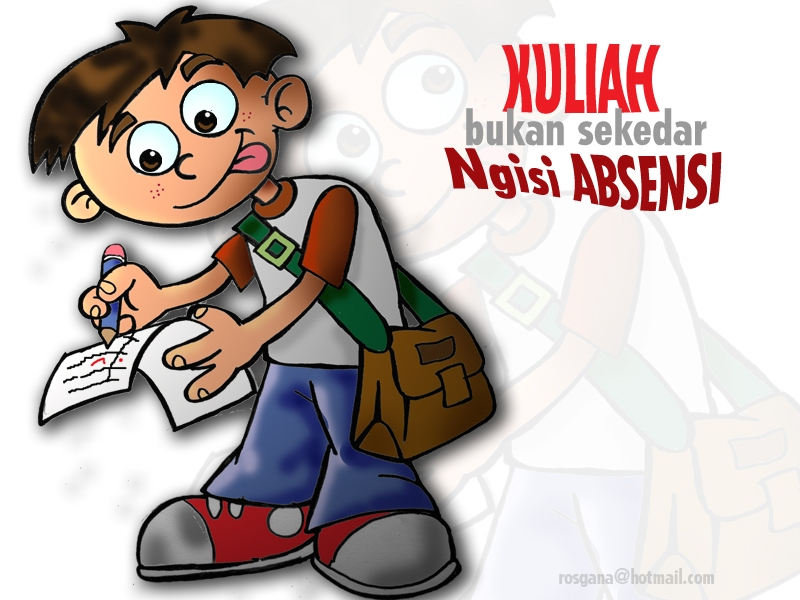 KULIAH
bukan sekedar
Ngisi ABSENSI
rosgana@hotmail.com